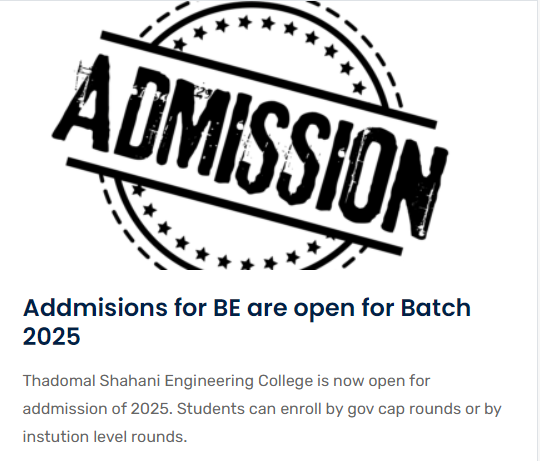 ADMISSION
Addmisions for BE are open for Batch
2025
Thadomal Shahani Engineering College is now open for
addmission of 2025. Students can enroll by gov cap rounds or by
instution level rounds.